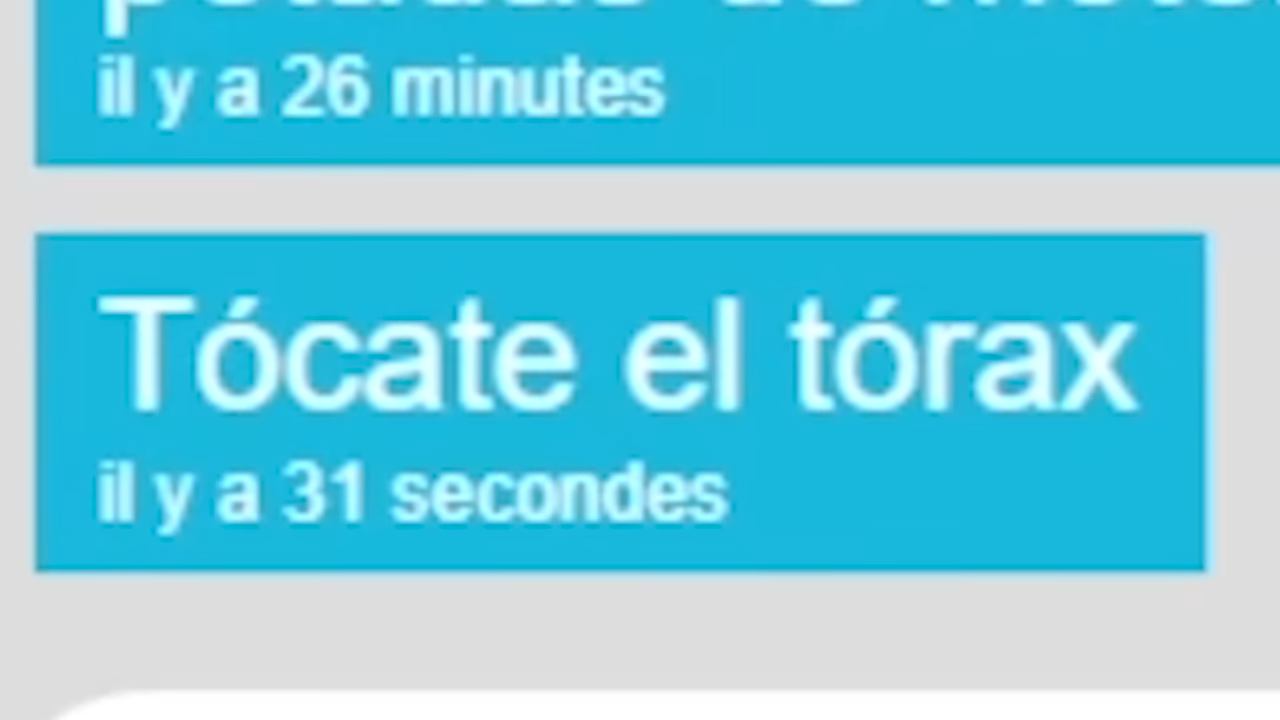 il y a 26 minutes
Tócate el tórax
il y a 31 secondes